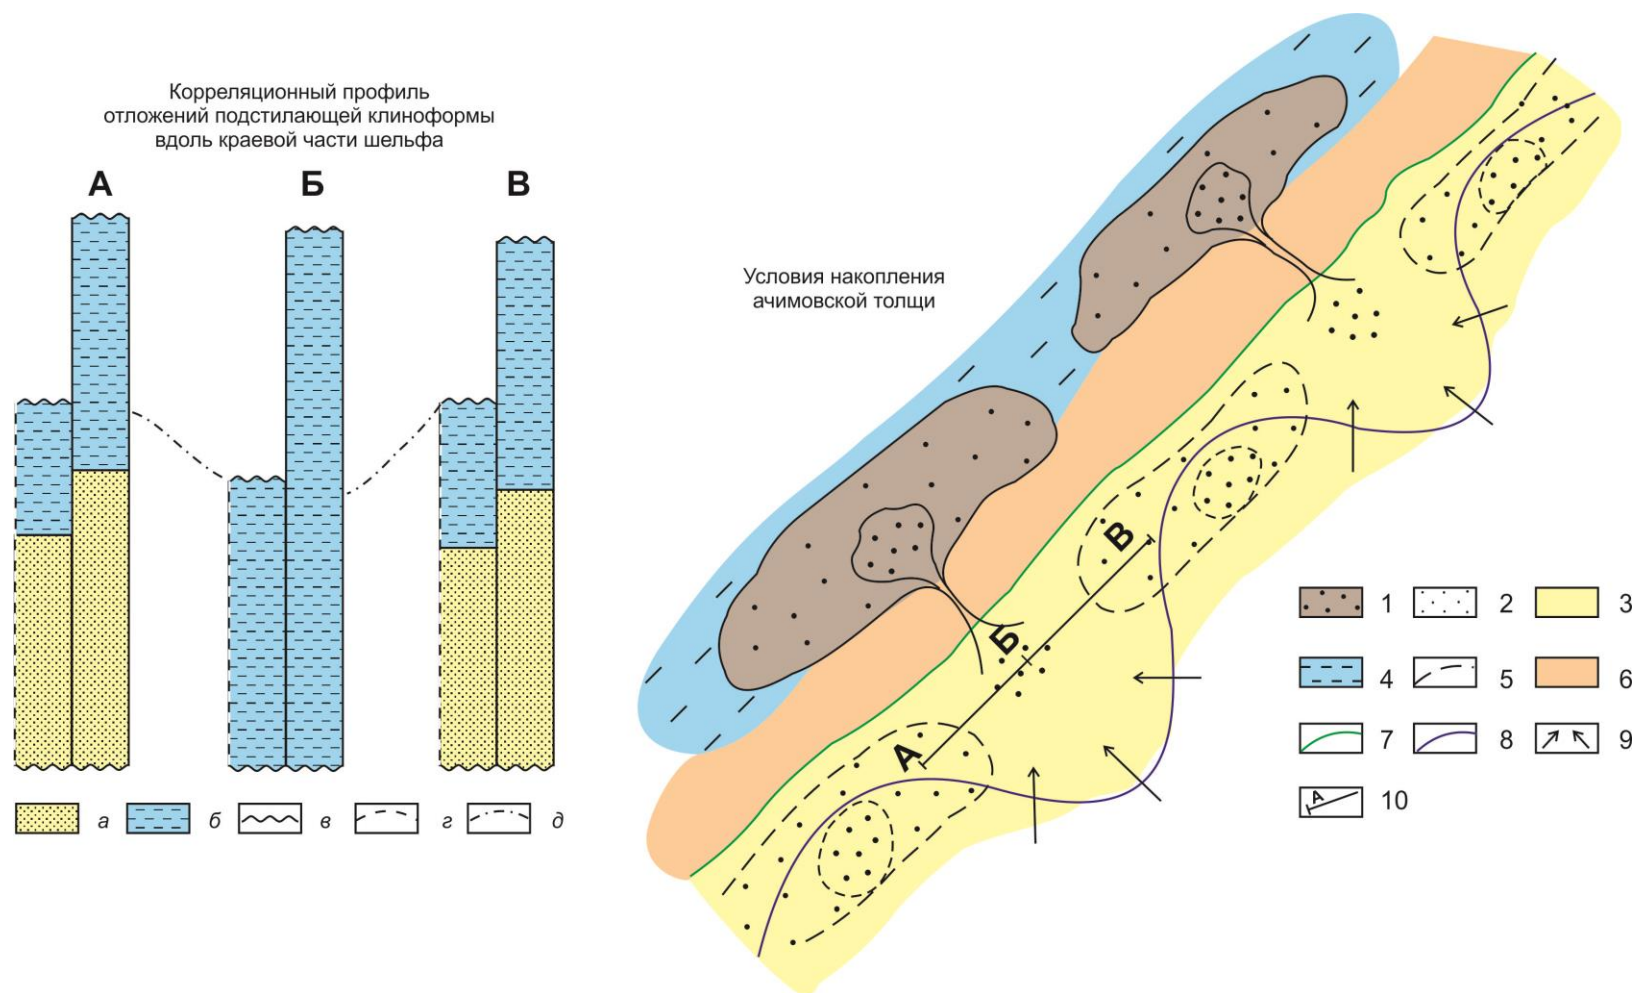 Корреляционный профиль
отложений подстилающей клиноформы
вдоль краевой части шельфа
А Б В
а б в г д
Условия накопления
ачимовской толщи
А
Б
В
1 2 3
4 5 6
7 8 9
А 10